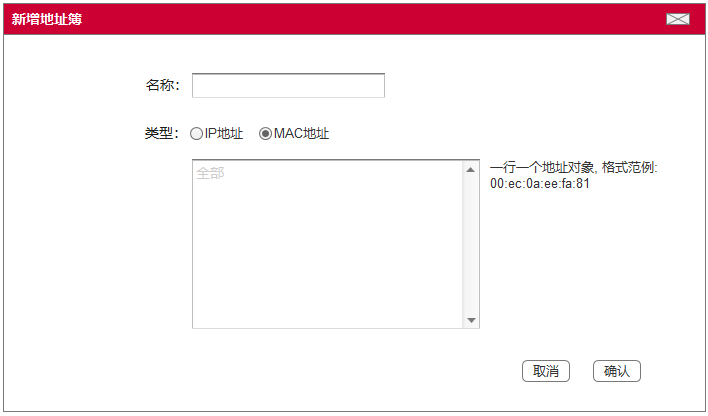 新增地址簿
名称：
类型： IP地址 MAC地址
全部
一行一个地址对象, 格式范例:
00:ec:0a:ee:fa:81
取消 确认